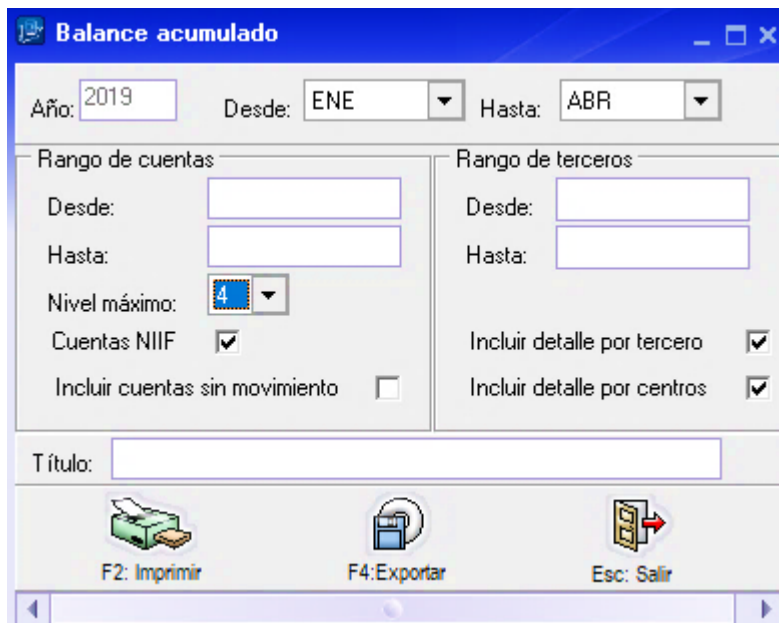 Balance acumulado
Año: 2019 Desde: ENE Hasta: ABR
Rango de cuentas
Desde:
Hasta:
Nivel máximo: 4
Cuentas NIIF
Incluir cuentas sin movimiento
Rango de terceros
Desde:
Hasta:
Incluir detalle por tercero
Incluir detalle por centros
Título:
F2: Imprimir F4:Exportar Esc: Salir